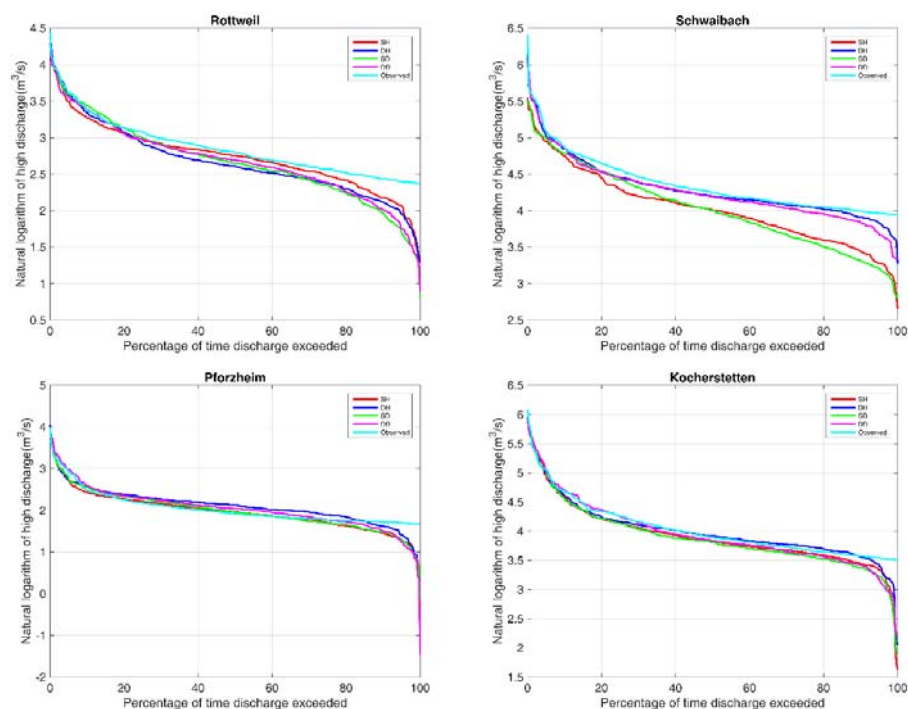 Rottweil
4.5
4
3.5
3
2.5
2
1.5
1
0.5
Natural logarithm of high discharge(m³/s)
0
20
40
60
80
100
Percentage of time discharge exceeded
SH
DH
SD
DD
Observed
Schwaibach
6.5
6
5.5
5
4.5
4
3.5
3
2.5
Natural logarithm of high discharge(m³/s)
0
20
40
60
80
100
Percentage of time discharge exceeded
SH
DH
SD
DD
Observed
Pforzheim
5
4
3
2
1
0
-1
-2
Natural logarithm of high discharge(m³/s)
0
20
40
60
80
100
Percentage of time discharge exceeded
SH
DH
SD
DD
Observed
Kocherstetten
6.5
6
5.5
5
4.5
4
3.5
3
2.5
2
1.5
Natural logarithm of high discharge(m³/s)
0
20
40
60
80
100
Percentage of time discharge exceeded
SH
DH
SD
DD
Observed